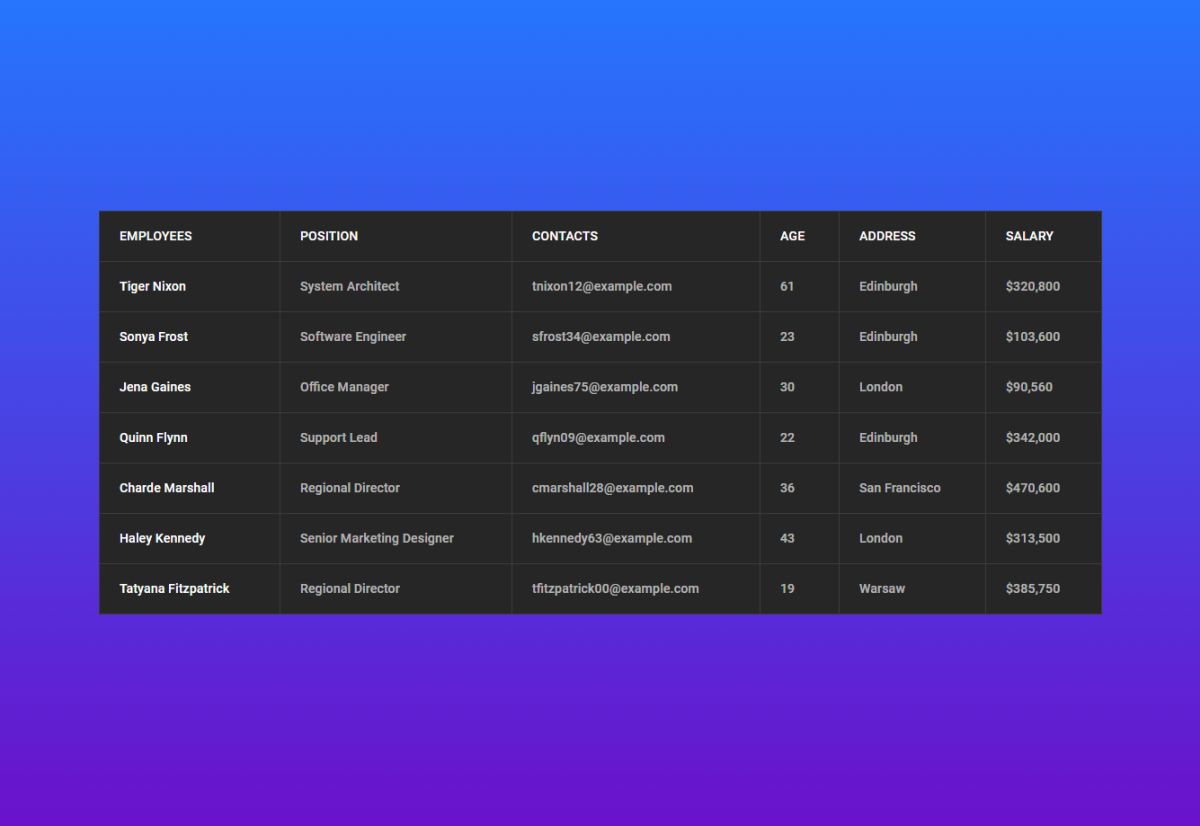 EMPLOYEES POSITION CONTACTS AGE ADDRESS SALARY
Tiger Nixon System Architect tnixon12@example.com 61 Edinburgh $320,800
Sonya Frost Software Engineer sfrost34@example.com 23 Edinburgh $103,600
Jena Gaines Office Manager jgaines75@example.com 30 London $90,560
Quinn Flynn Support Lead qflyn09@example.com 22 Edinburgh $342,000
Charde Marshall Regional Director cmarshall28@example.com 36 San Francisco $470,600
Haley Kennedy Senior Marketing Designer hkennedy63@example.com 43 London $313,500
Tatyana Fitzpatrick Regional Director tfitzpatrick00@example.com 19 Warsaw $385,750